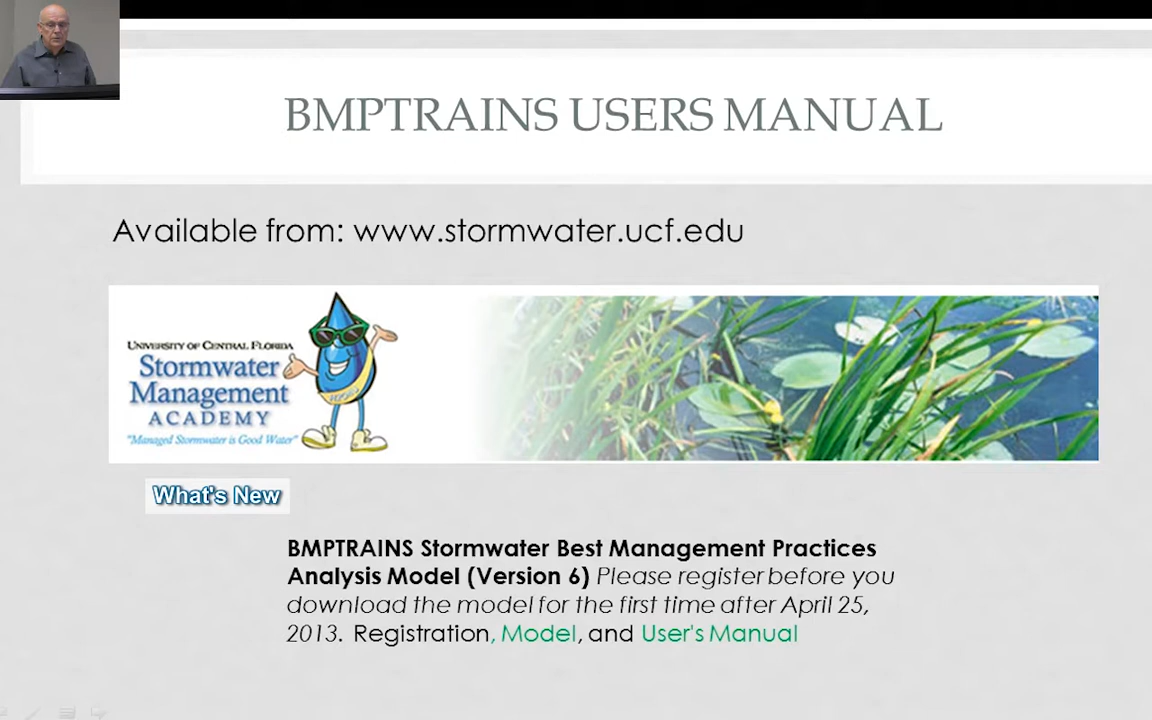 BMPTRAINS USERS MANUAL
Available from: www.stormwater.ucf.edu
UNIVERSITY OF CENTRAL FLORIDA
Stormwater
Management
ACADEMY
"Managed Stormwater is Good Water"
What's New
BMPTRAINS Stormwater Best Management Practices
Analysis Model (Version 6) Please register before you
download the model for the first time after April 25,
2013. Registration, Model, and User's Manual